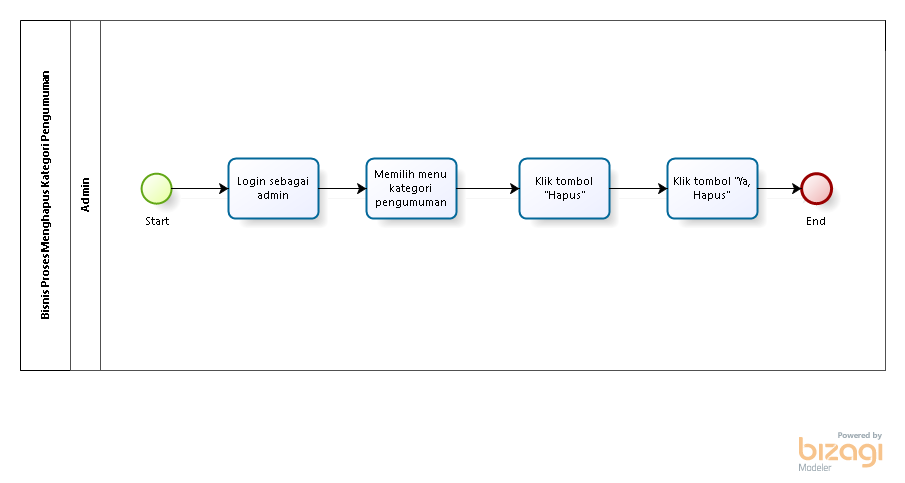 Bisnis Proses Menghapus Kategori Pengumuman
Admin
Start
Login sebagai
admin
Memilih menu
kategori
pengumuman
Klik tombol
"Hapus"
Klik tombol "Ya,
Hapus"
End
Powered by
bizagi
Modeler